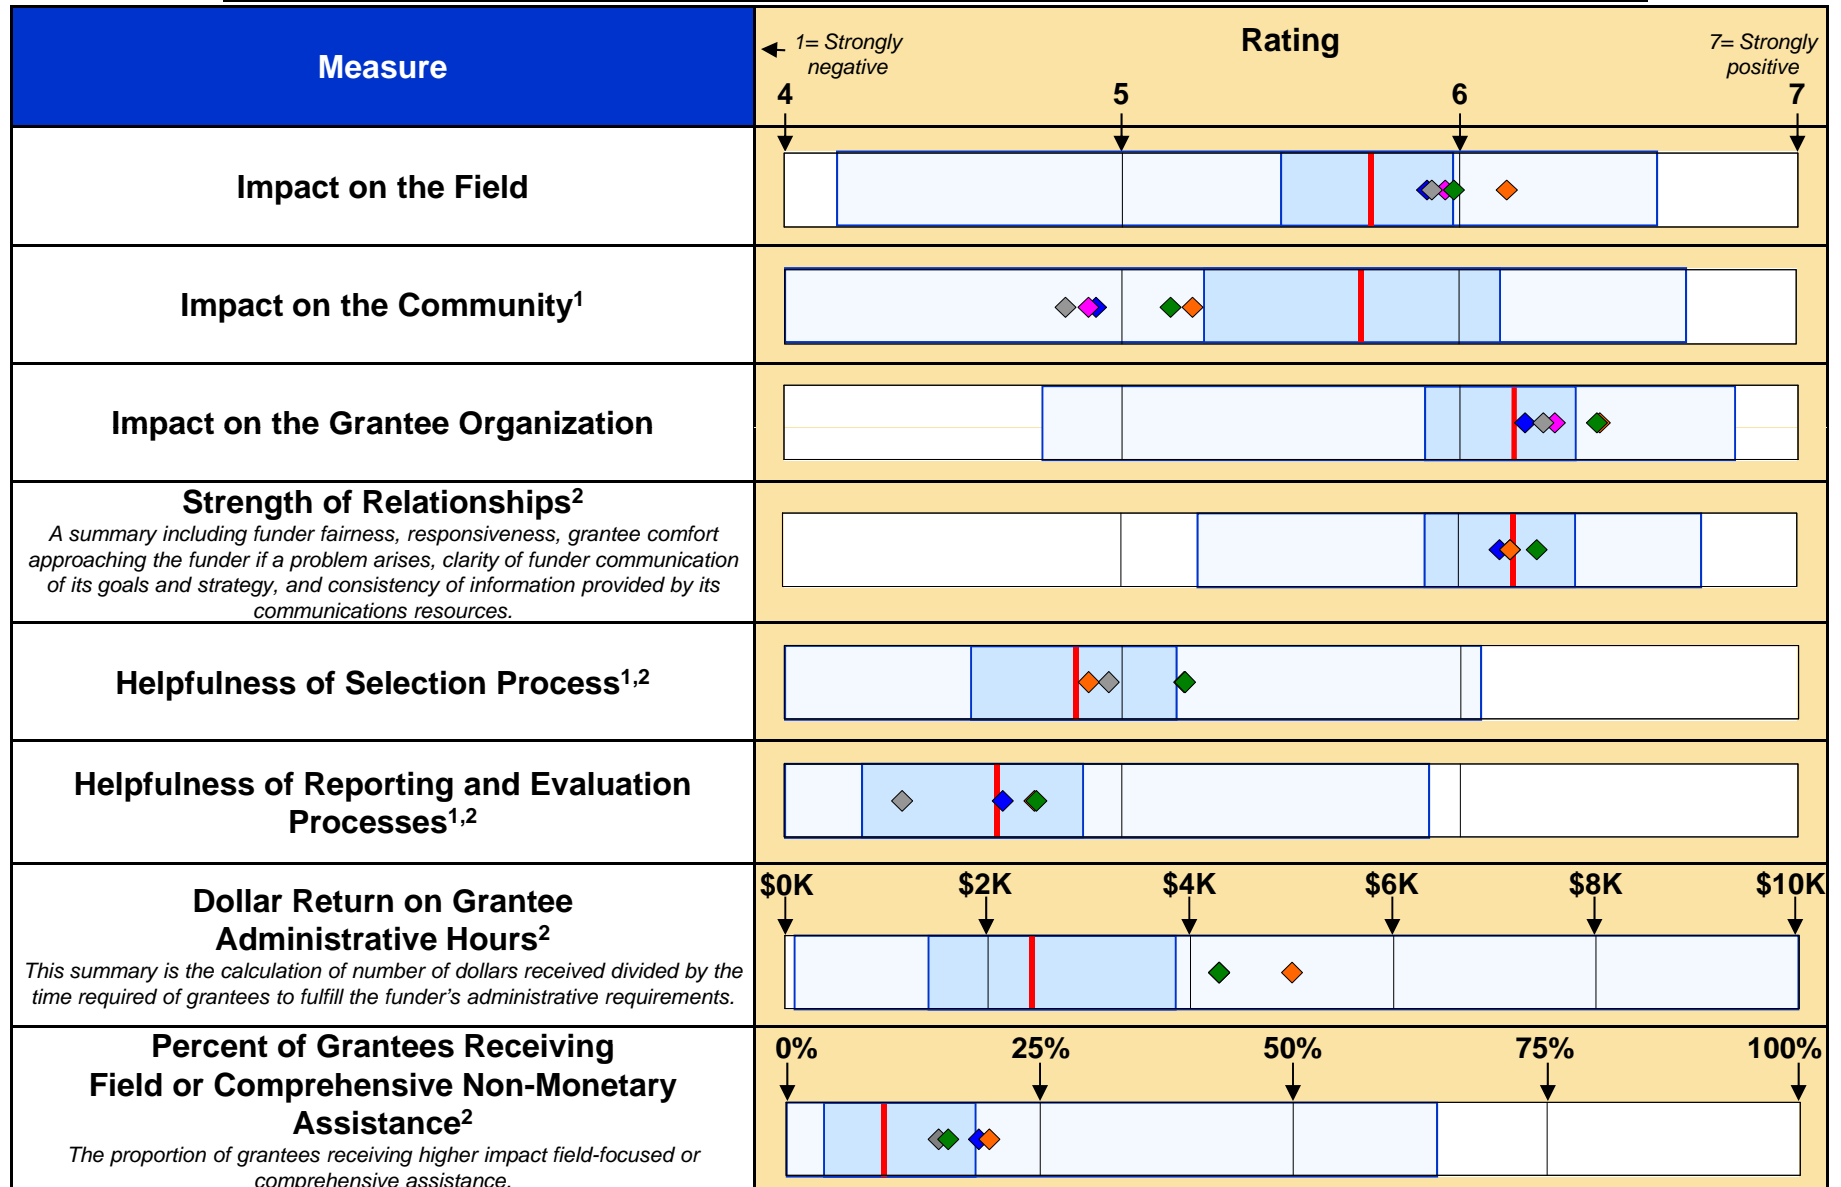 Measure
1= Strongly
negative
Rating
7= Strongly
positive
4 5 6 7
Impact on the Field
Impact on the Community1
Impact on the Grantee Organization
Strength of Relationships2
A summary including funder fairness, responsiveness, grantee comfort
approaching the funder if a problem arises, clarity of funder communication
of its goals and strategy, and consistency of information provided by its
communications resources.
Helpfulness of Selection Process1,2
Helpfulness of Reporting and Evaluation
Processes1,2
$0K $2K $4K $6K $8K $10K
Dollar Return on Grantee
Administrative Hours2
This summary is the calculation of number of dollars received divided by the
time required of grantees to fulfill the funder’s administrative requirements.
0% 25% 50% 75% 100%
Percent of Grantees Receiving
Field or Comprehensive Non-Monetary
Assistance2
The proportion of grantees receiving higher impact field-focused or
comprehensive assistance.